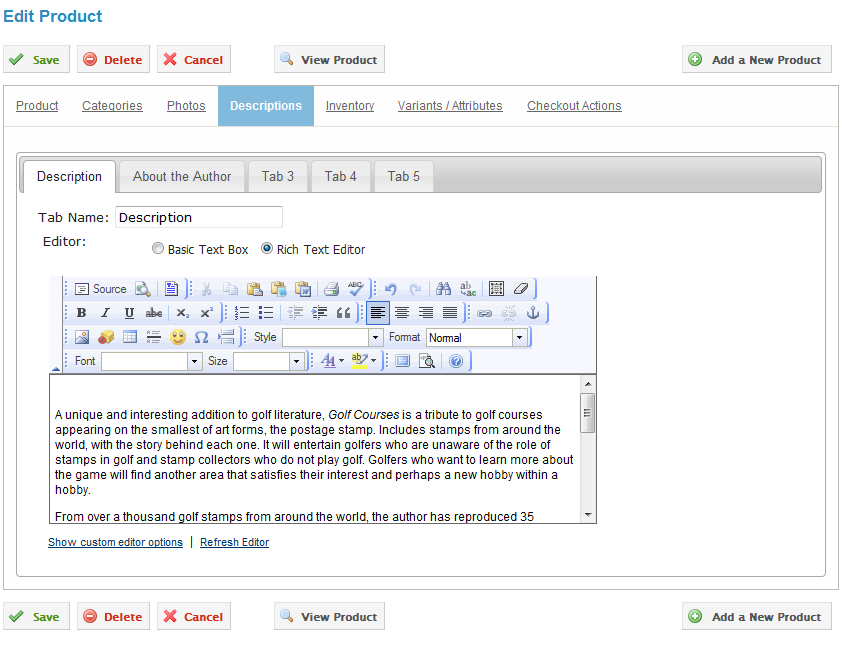 Edit Product
Save Delete Cancel View Product Add a New Product
Product Categories Photos Descriptions Inventory Variants / Attributes Checkout Actions
Description About the Author Tab 3 Tab 4 Tab 5
Tab Name: Description
Editor: Basic Text Box Rich Text Editor
Source ABC ab ac
B I U abc X₂ X²
Style Format Normal
Font Size A ab
A unique and interesting addition to golf literature, Golf Courses is a tribute to golf courses
appearing on the smallest of art forms, the postage stamp. Includes stamps from around the
world, with the story behind each one. It will entertain golfers who are unaware of the role of
stamps in golf and stamp collectors who do not play golf. Golfers who want to learn more about
the game will find another area that satisfies their interest and perhaps a new hobby within a
hobby.
From over a thousand golf stamps from around the world, the author has reproduced 35
Show custom editor options | Refresh Editor
Save Delete Cancel View Product Add a New Product